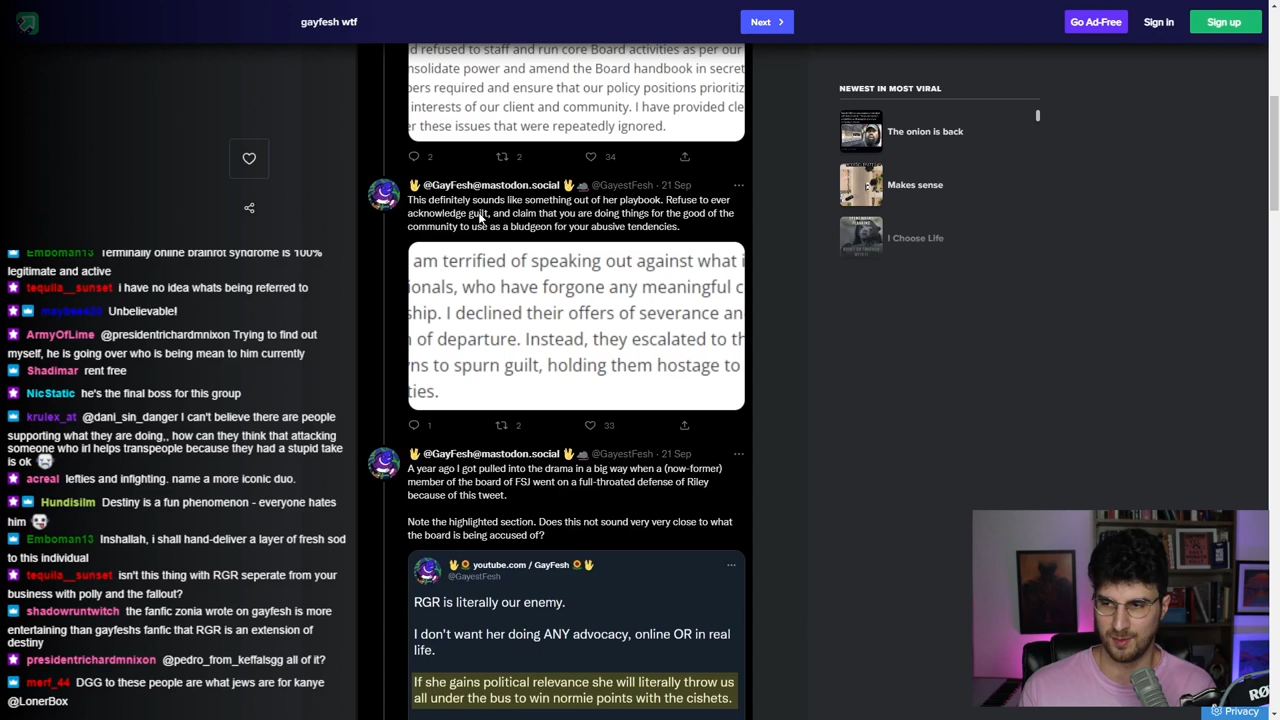 gayfesh wtf
Next
Go Ad-Free
Sign in
Sign up
d refused to staff and run core Board activities as per our
nsolidate power and amend the Board handbook in secret
pers required and ensure that our policy positions prioritiz
interests of our client and community. I have provided cle
er these issues that were repeatedly ignored.
2
2
34
@GayFesh@mastodon.social @GayestFesh · 21 Sep
This definitely sounds like something out of her playbook. Refuse to ever
acknowledge guilt, and claim that you are doing things for the good of the
community to use as a bludgeon for your abusive tendencies.
am terrified of speaking out against what i
ionals, who have forgone any meaningful c
ship. I declined their offers of severance an
n of departure. Instead, they escalated to th
wns to spurn guilt, holding them hostage to
ties.
1
2
33
@GayFesh@mastodon.social @GayestFesh · 21 Sep
A year ago I got pulled into the drama in a big way when a (now-former)
member of the board of FSJ went on a full-throated defense of Riley
because of this tweet.
Note the highlighted section. Does this not sound very very close to what
the board is being accused of?
youtube.com / GayFesh
@GayestFesh
RGR is literally our enemy.
I don't want her doing ANY advocacy, online OR in real
life.
If she gains political relevance she will literally throw us
all under the bus to win normie points with the cishets.
NEWEST IN MOST VIRAL
The onion is back
Makes sense
I Choose Life
Emboman13 Terminally online brainrot syndrome is 100%
legitimate and active
tequila__sunset i have no idea whats being referred to
Unbelievable!
ArmyOfLime @presidentrichardmnixon Trying to find out
myself, he is going over who is being mean to him currently
Shadimar rent free
NicStatic he's the final boss for this group
krulex_at @dani_sin_danger I can't believe there are people
supporting what they are doing,, how can they think that attacking
someone who irl helps transpeople because they had a stupid take
is ok
acreal lefties and infighting. name a more iconic duo.
Hundisilm Destiny is a fun phenomenon - everyone hates
him
Emboman13 Inshallah, i shall hand-deliver a layer of fresh sod
to this individual
tequila__sunset isn't this thing with RGR seperate from your
business with polly and the fallout?
shadowruntwitch the fanfic zonia wrote on gayfesh is more
entertaining than gayfeshs fanfic that RGR is an extension of
destiny
presidentrichardmnixon @pedro_from_keffalsgg all of it?
merf_44 DGG to these people are what jews are for kanye
@LonerBox
Privacy